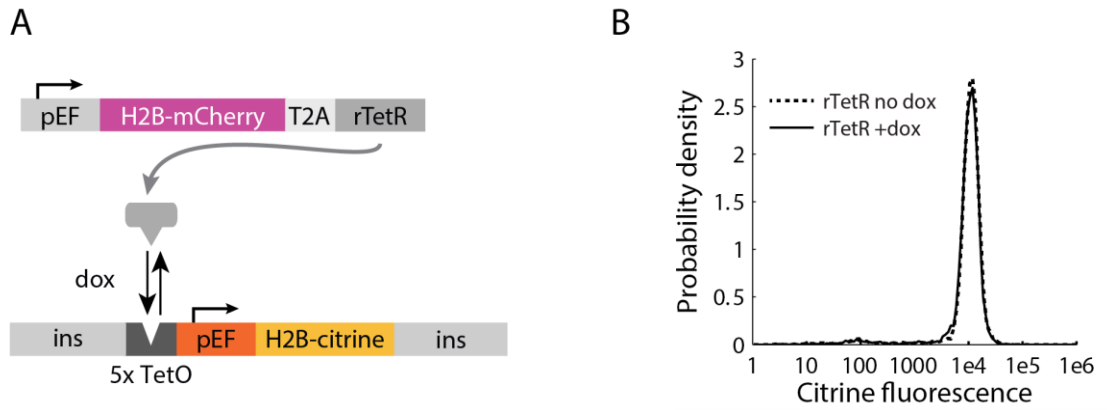 A
pEF H2B-mCherry T2A rTetR
dox
ins pEF H2B-citrine ins
5x TetO
B
Probability density
3
2.5
2
1.5
1
0.5
0
rTetR no dox
rTetR +dox
1 10 100 1000 1e4 1e5 1e6
Citrine fluorescence